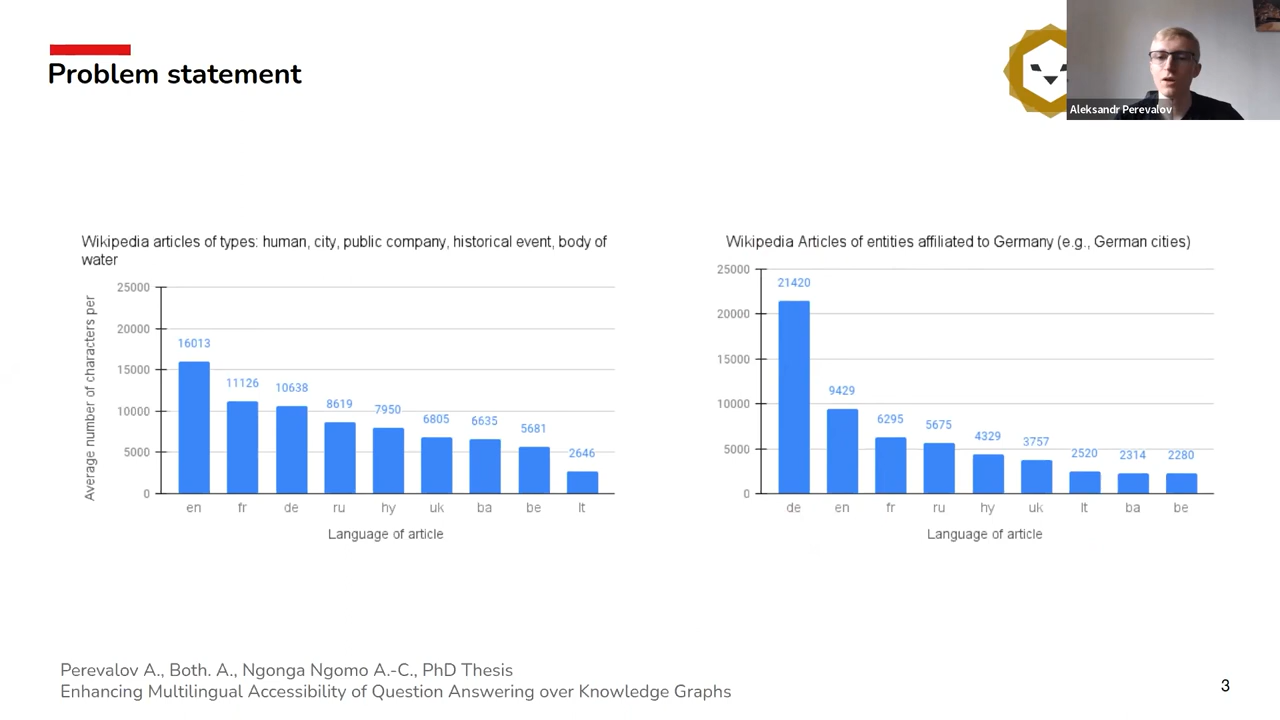 Problem statement
Aleksandr Perevalov
Wikipedia articles of types: human, city, public company, historical event, body of
water
Average number of characters per
25000
20000
15000
10000
5000
0
16013
11126
10638
8619
7950
6805
6635
5681
2646
en
fr
de
ru
hy
uk
ba
be
lt
Language of article
Wikipedia Articles of entities affiliated to Germany (e.g., German cities)
25000
20000
15000
10000
5000
0
21420
9429
6295
5675
4329
3757
2520
2314
2280
de
en
fr
ru
hy
uk
lt
ba
be
Language of article
Perevalov A., Both. A., Ngonga Ngomo A.-C., PhD Thesis
Enhancing Multilingual Accessibility of Question Answering over Knowledge Graphs
3